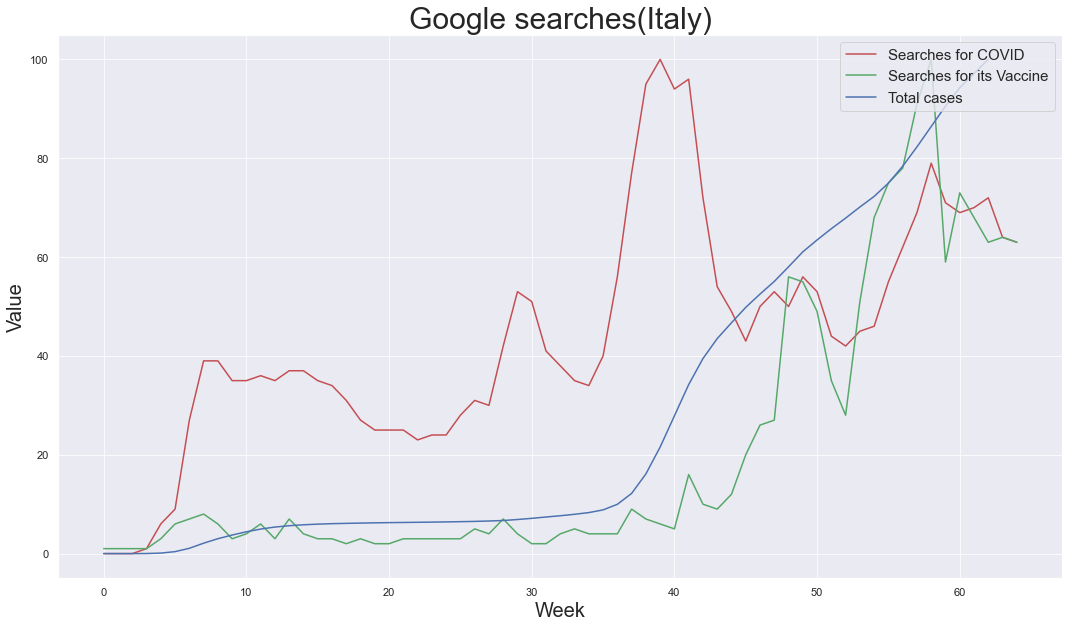 Google searches(Italy)
Searches for COVID
Searches for its Vaccine
Total cases
Value
100
80
60
40
20
0
0 10 20 30 40 50 60
Week